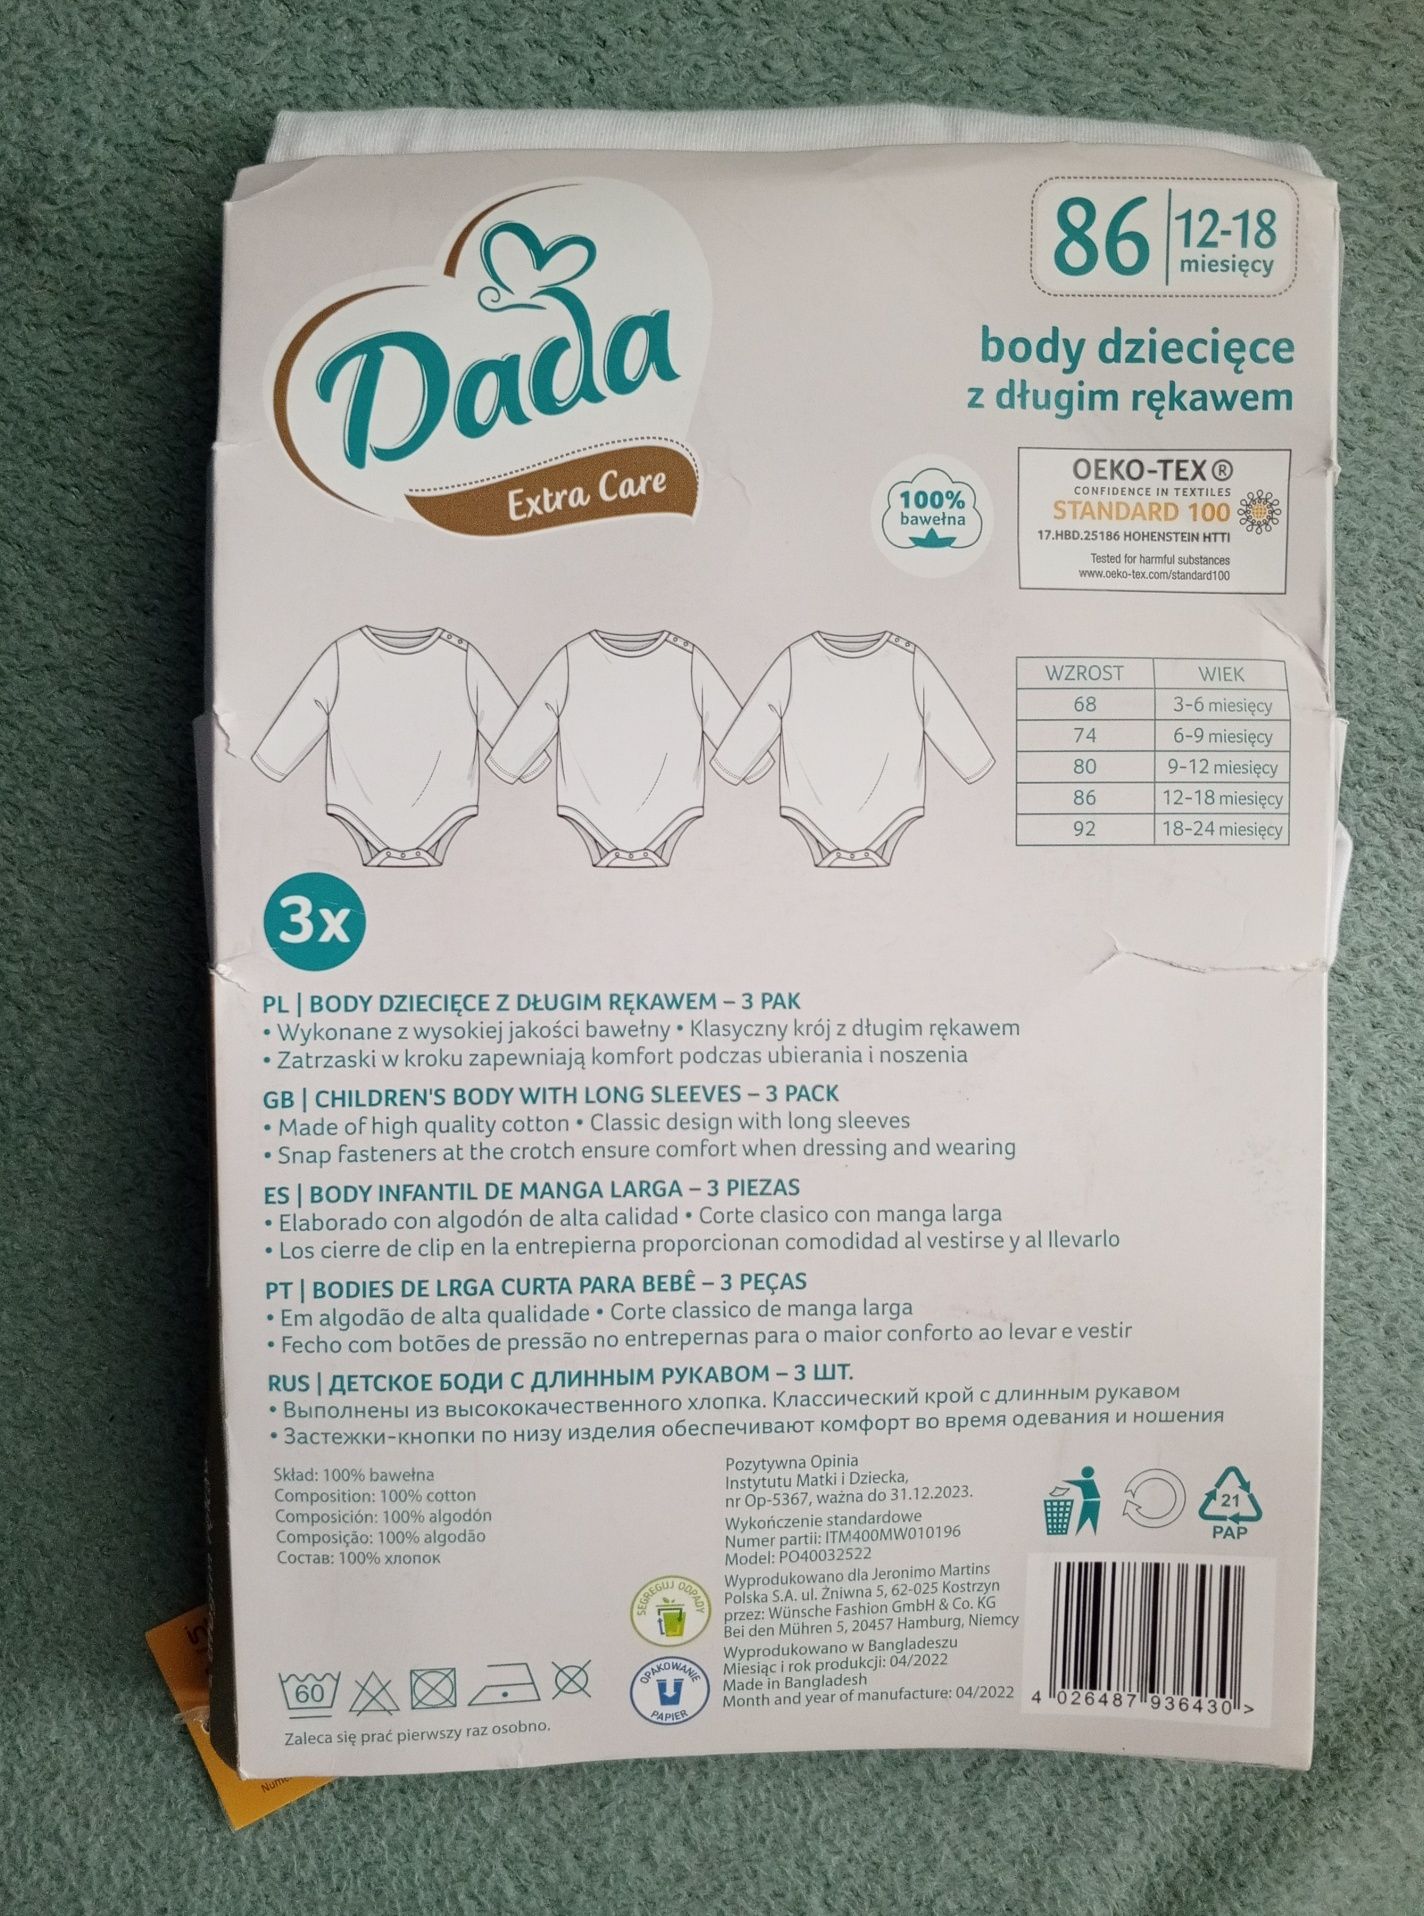 Dada
Extra Care
86
12-18
miesięcy
body dziecięce
z długim rękawem
100%
bawełna
OEKO-TEX®
CONFIDENCE IN TEXTILES
STANDARD 100
17.HBD.25186 HOHENSTEIN HTTI
Tested for harmful substances
www.oeko-tex.com/standard100
WZROST WIEK
68 3-6 miesięcy
74 6-9 miesięcy
80 9-12 miesięcy
86 12-18 miesięcy
92 18-24 miesięcy
3x
PL | BODY DZIECIĘCE Z DŁUGIM RĘKAWEM – 3 PAK
• Wykonane z wysokiej jakości bawełny • Klasyczny krój z długim rękawem
• Zatrzaski w kroku zapewniają komfort podczas ubierania i noszenia
GB | CHILDREN'S BODY WITH LONG SLEEVES – 3 PACK
• Made of high quality cotton • Classic design with long sleeves
• Snap fasteners at the crotch ensure comfort when dressing and wearing
ES | BODY INFANTIL DE MANGA LARGA – 3 PIEZAS
• Elaborado con algodón de alta calidad • Corte clasico con manga larga
• Los cierre de clip en la entrepierna proporcionan comodidad al vestirse y al llevarlo
PT | BODIES DE LRGA CURTA PARA BEBÊ – 3 PEÇAS
• Em algodão de alta qualidade • Corte classico de manga larga
• Fecho com botões de pressão no entrepernas para o maior conforto ao levar e vestir
RUS | ДЕТСКОЕ БОДИ С ДЛИННЫМ РУКАВОМ – 3 ШТ.
• Выполнены из высококачественного хлопка. Классический крой с длинным рукавом
• Застежки-кнопки по низу изделия обеспечивают комфорт во время одевания и ношения
Skład: 100% bawełna
Composition: 100% cotton
Composición: 100% algodón
Composição: 100% algodão
Состав: 100% хлопок
Pozytywna Opinia
Instytutu Matki i Dziecka,
nr Op-5367, ważna do 31.12.2023.
Wykończenie standardowe
Numer partii: ITM400MW010196
Model: PO40032522
Wyprodukowano dla Jeronimo Martins
Polska S.A. ul. Żniwna 5, 62-025 Kostrzyn
przez: Wünsche Fashion GmbH & Co. KG
Bei den Mühren 5, 20457 Hamburg, Niemcy
Wyprodukowano w Bangladeszu
Miesiąc i rok produkcji: 04/2022
Made in Bangladesh
Month and year of manufacture: 04/2022
SEGREGUJ ODPADY
OPAKOWANIE
PAPIER
21
PAP
4 026487 936430 >
60
Zaleca się prać pierwszy raz osobno.